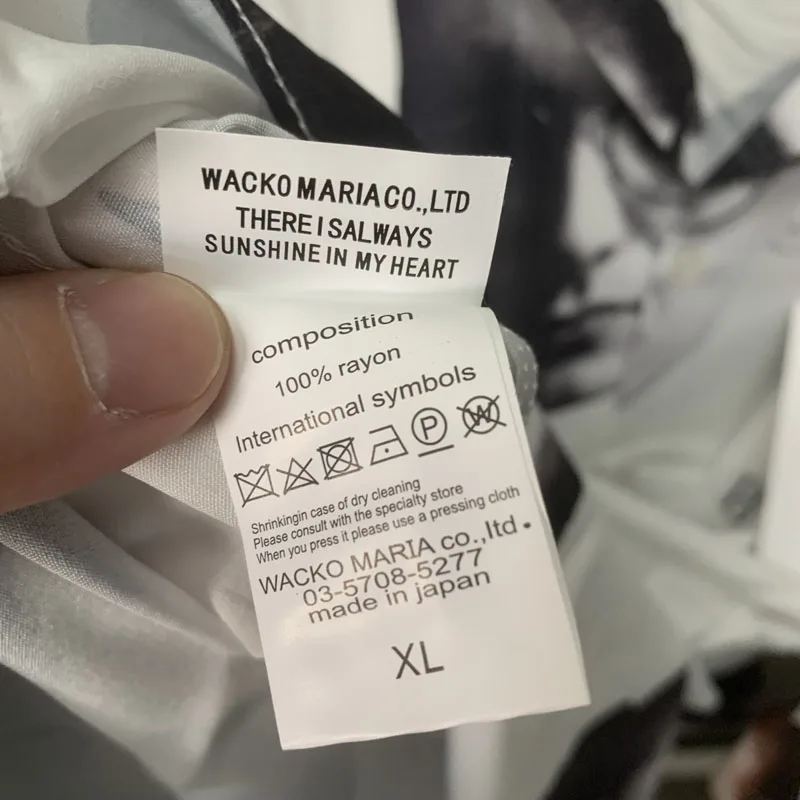 WACKO MARIA CO.,LTD
THERE I SALWAYS
SUNSHINE IN MY HEART
composition
100% rayon
International symbols
P W
Shrinkingin case of dry cleaning
Please consult with the specialty store
When you press it please use a pressing cloth
WACKO MARIA co.,ltd.
03-5708-5277
made in japan
XL